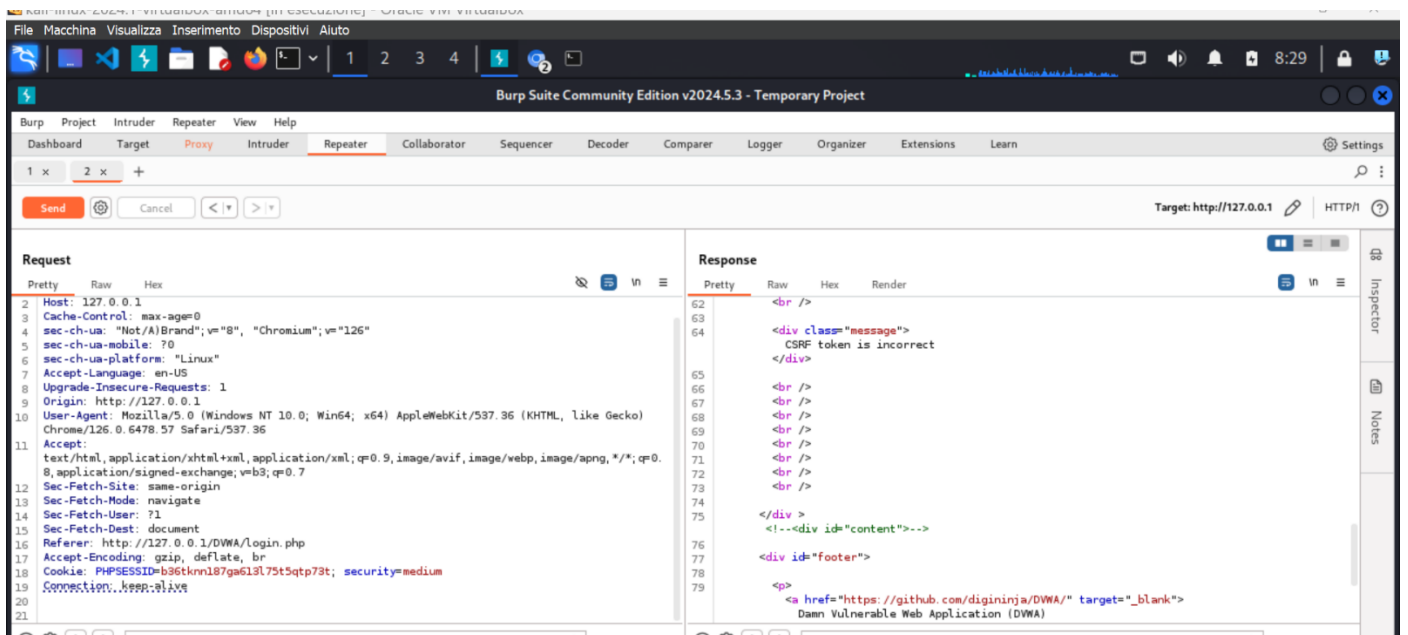 kali-linux-2024.1-virtualbox-amd64 [in esecuzione] - Oracle VM VirtualBox
File Macchina Visualizza Inserimento Dispositivi Aiuto
1 2 3 4 8:29
Burp Suite Community Edition v2024.5.3 - Temporary Project
Burp Project Intruder Repeater View Help
Dashboard Target Proxy Intruder Repeater Collaborator Sequencer Decoder Comparer Logger Organizer Extensions Learn Settings
1 × 2 × +
Send Cancel < > Target: http://127.0.0.1 HTTP/1
Request
Pretty Raw Hex \n
2 Host: 127.0.0.1
3 Cache-Control: max-age=0
4 sec-ch-ua: "Not/A)Brand";v="8", "Chromium";v="126"
5 sec-ch-ua-mobile: ?0
6 sec-ch-ua-platform: "Linux"
7 Accept-Language: en-US
8 Upgrade-Insecure-Requests: 1
9 Origin: http://127.0.0.1
10 User-Agent: Mozilla/5.0 (Windows NT 10.0; Win64; x64) AppleWebKit/537.36 (KHTML, like Gecko)
Chrome/126.0.6478.57 Safari/537.36
11 Accept:
text/html,application/xhtml+xml,application/xml;q=0.9,image/avif,image/webp,image/apng,*/*;q=0.
8,application/signed-exchange;v=b3;q=0.7
12 Sec-Fetch-Site: same-origin
13 Sec-Fetch-Mode: navigate
14 Sec-Fetch-User: ?1
15 Sec-Fetch-Dest: document
16 Referer: http://127.0.0.1/DVWA/login.php
17 Accept-Encoding: gzip, deflate, br
18 Cookie: PHPSESSID=b36tknnl87ga613l75t5qtp73t; security=medium
19 Connection: keep-alive
20
21
Response
Pretty Raw Hex Render \n
62 <br />
63
64 <div class="message">
CSRF token is incorrect
</div>
65
66 <br />
67 <br />
68 <br />
69 <br />
70 <br />
71 <br />
72 <br />
73 <br />
74
75 </div >
<!--<div id="content">-->
76
77 <div id="footer">
78
79 <p>
<a href="https://github.com/digininja/DVWA/" target="_blank">
Damn Vulnerable Web Application (DVWA)
Inspector
Notes